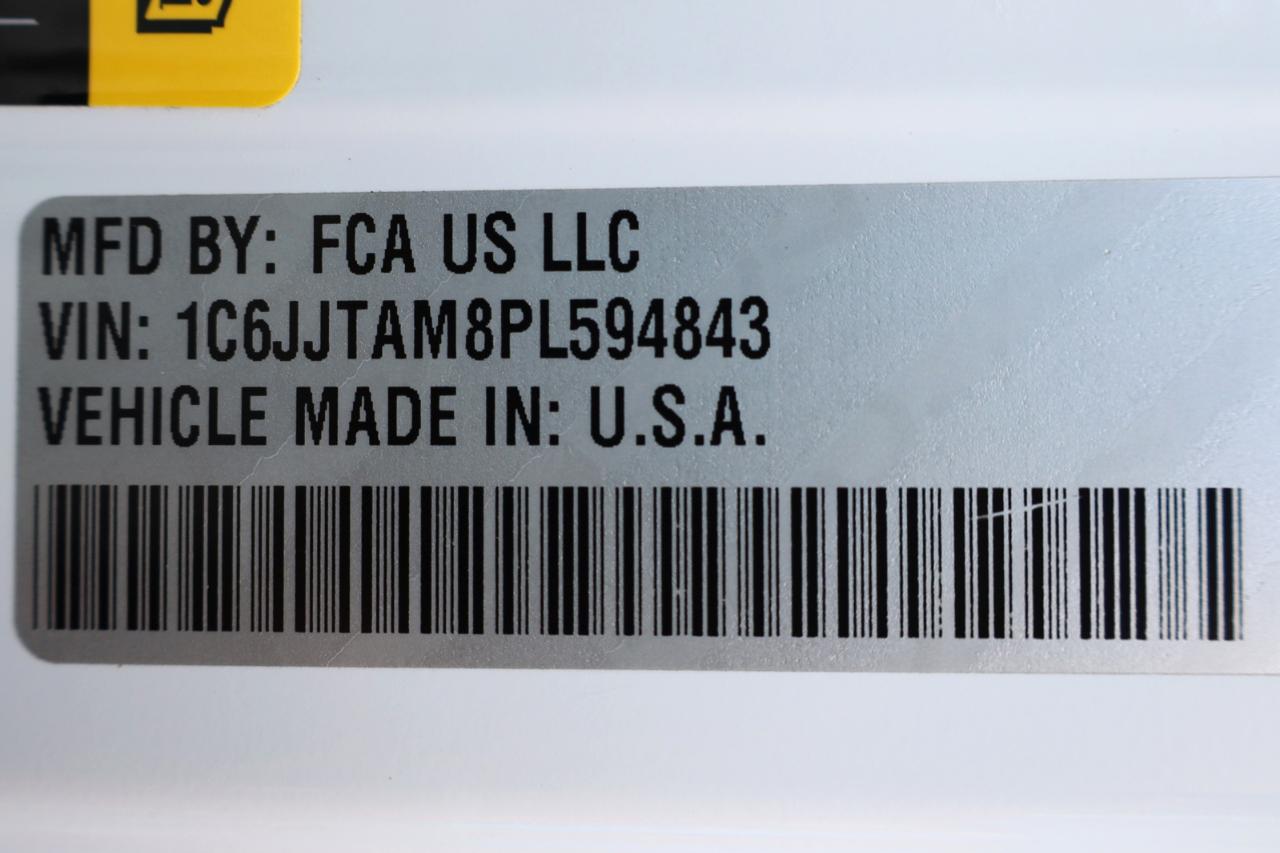 MFD BY: FCA US LLC
VIN: 1C6JJTAM8PL594843
VEHICLE MADE IN: U.S.A.